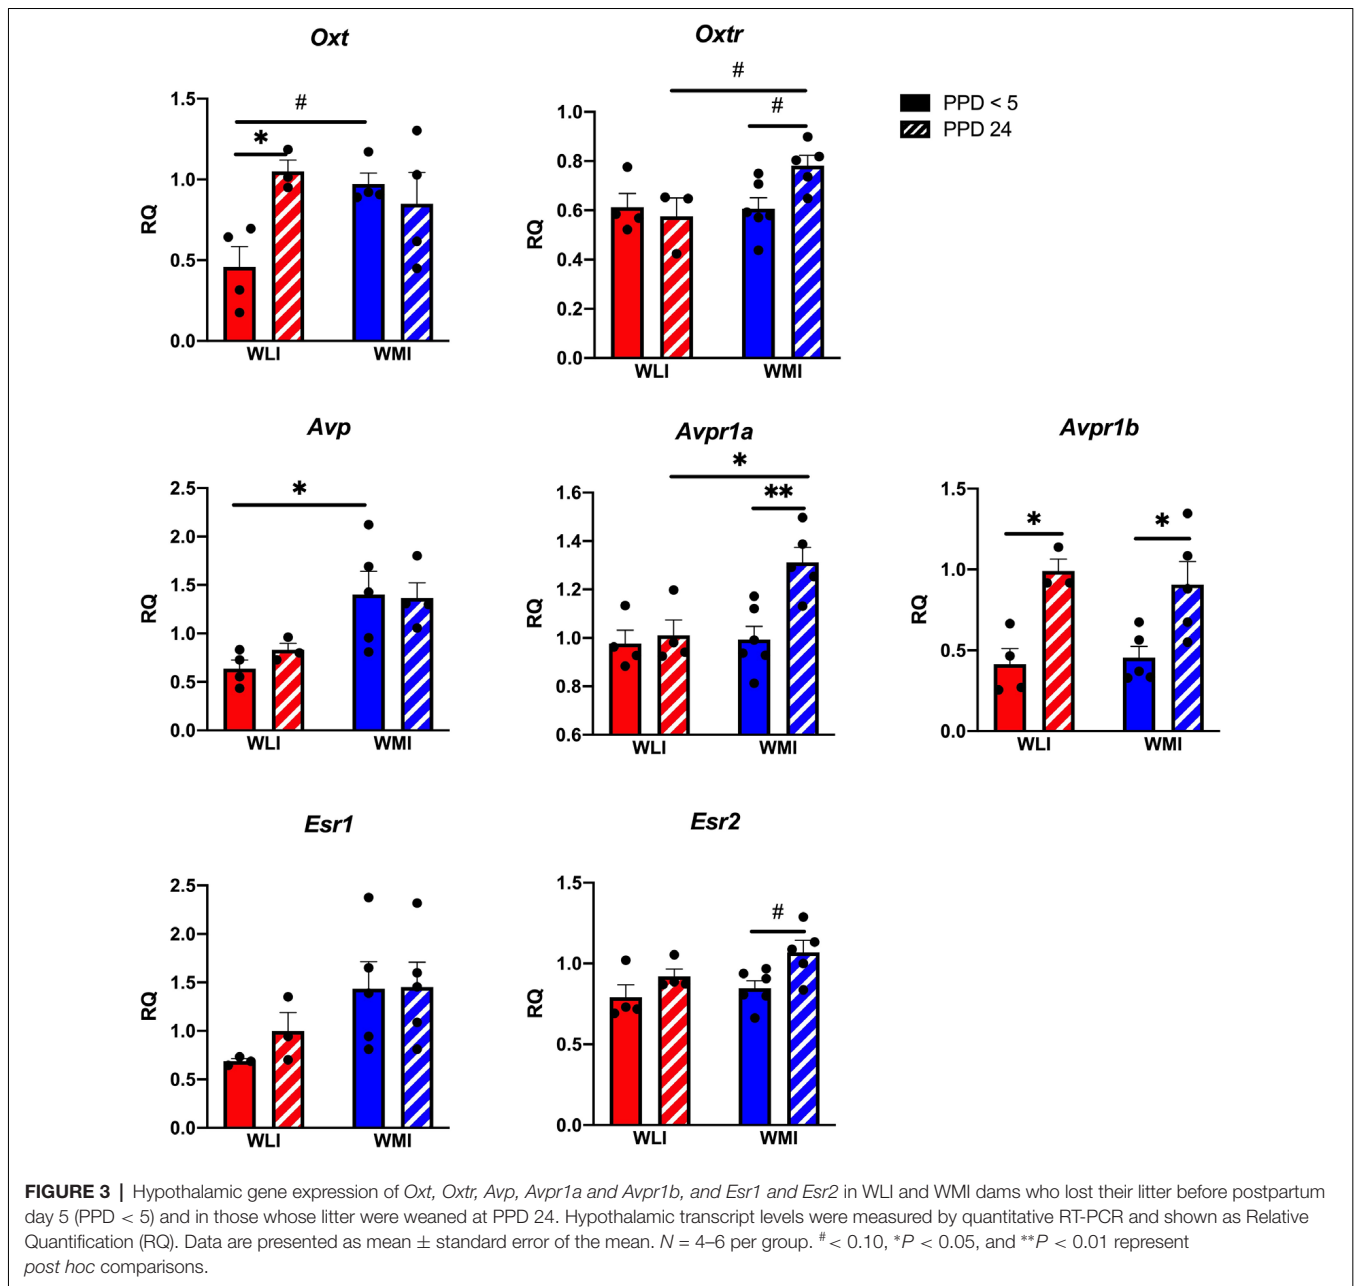 Oxt
Oxtr
PPD < 5
PPD 24
#
*
RQ
1.5
1.0
0.5
0.0
WLI
WMI
#
#
RQ
1.0
0.8
0.6
0.4
0.2
0.0
WLI
WMI
Avp
*
RQ
2.5
2.0
1.5
1.0
0.5
0.0
WLI
WMI
Avpr1a
*
**
RQ
1.6
1.4
1.2
1.0
0.8
0.6
WLI
WMI
Avpr1b
*
*
RQ
1.5
1.0
0.5
0.0
WLI
WMI
Esr1
RQ
2.5
2.0
1.5
1.0
0.5
0.0
WLI
WMI
Esr2
#
RQ
1.5
1.0
0.5
0.0
WLI
WMI
FIGURE 3 | Hypothalamic gene expression of Oxt, Oxtr, Avp, Avpr1a and Avpr1b, and Esr1 and Esr2 in WLI and WMI dams who lost their litter before postpartum
day 5 (PPD < 5) and in those whose litter were weaned at PPD 24. Hypothalamic transcript levels were measured by quantitative RT-PCR and shown as Relative
Quantification (RQ). Data are presented as mean ± standard error of the mean. N = 4–6 per group. #< 0.10, *P < 0.05, and **P < 0.01 represent
post hoc comparisons.